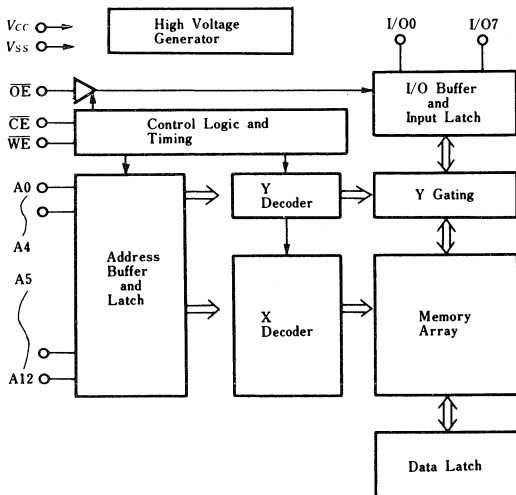 VCC
VSS
High Voltage
Generator
I/O0
I/O7
OE
I/O Buffer
and
Input Latch
CE
WE
Control Logic and
Timing
A0
A4
A5
A12
Address
Buffer
and
Latch
Y
Decoder
Y Gating
X
Decoder
Memory
Array
Data Latch